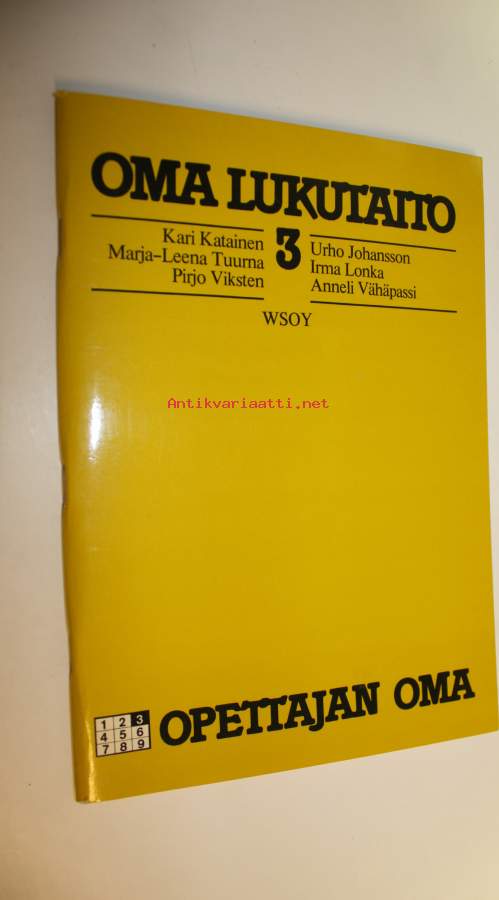 OMA LUKUTAITO
3
Kari Katainen
Marja-Leena Tuurna
Pirjo Viksten
Urho Johansson
Irma Lonka
Anneli Vähäpassi
WSOY
Antikvariaatti.net
1 2 3
4 5 6
7 8 9
OPETTAJAN OMA